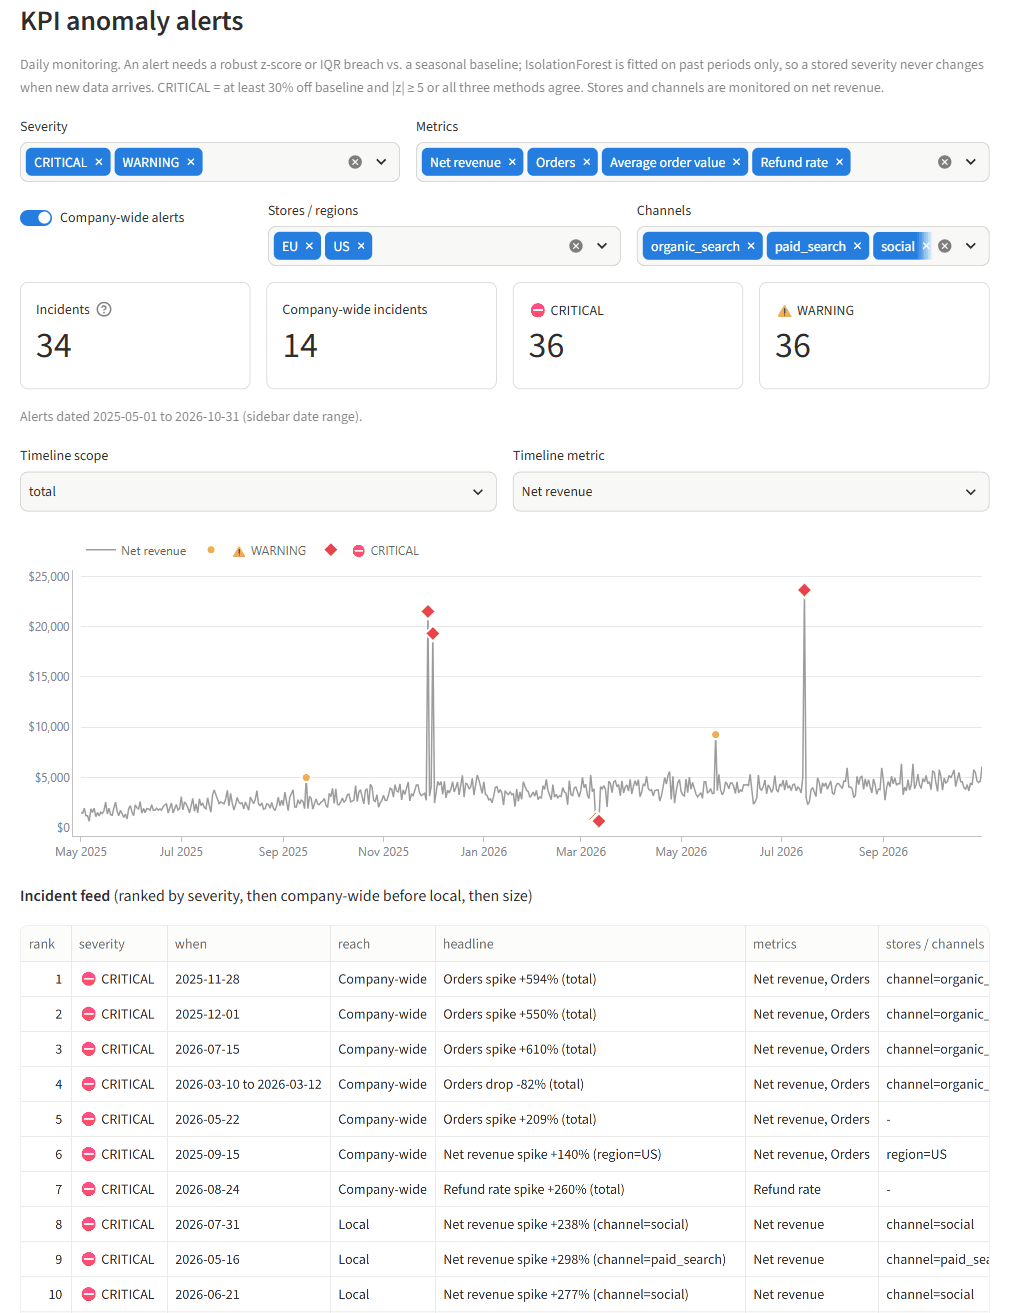 KPI anomaly alerts
Daily monitoring. An alert needs a robust z-score or IQR breach vs. a seasonal baseline; IsolationForest is fitted on past periods only, so a stored severity never changes
when new data arrives. CRITICAL = at least 30% off baseline and |z| ≥ 5 or all three methods agree. Stores and channels are monitored on net revenue.
Severity
Metrics
CRITICAL × WARNING ×
Net revenue × Orders × Average order value × Refund rate ×
Company-wide alerts
Stores / regions
Channels
EU × US ×
organic_search × paid_search × social ×
Incidents
34
Company-wide incidents
14
CRITICAL
36
WARNING
36
Alerts dated 2025-05-01 to 2026-10-31 (sidebar date range).
Timeline scope
Timeline metric
total
Net revenue
Net revenue WARNING CRITICAL
$25,000
$20,000
$15,000
$10,000
$5,000
$0
May 2025 Jul 2025 Sep 2025 Nov 2025 Jan 2026 Mar 2026 May 2026 Jul 2026 Sep 2026
Incident feed (ranked by severity, then company-wide before local, then size)
rank severity when reach headline metrics stores / channels
1 CRITICAL 2025-11-28 Company-wide Orders spike +594% (total) Net revenue, Orders channel=organic_
2 CRITICAL 2025-12-01 Company-wide Orders spike +550% (total) Net revenue, Orders channel=organic_
3 CRITICAL 2026-07-15 Company-wide Orders spike +610% (total) Net revenue, Orders channel=organic_
4 CRITICAL 2026-03-10 to 2026-03-12 Company-wide Orders drop -82% (total) Net revenue, Orders channel=organic_
5 CRITICAL 2026-05-22 Company-wide Orders spike +209% (total) Net revenue, Orders -
6 CRITICAL 2025-09-15 Company-wide Net revenue spike +140% (region=US) Net revenue, Orders region=US
7 CRITICAL 2026-08-24 Company-wide Refund rate spike +260% (total) Refund rate -
8 CRITICAL 2026-07-31 Local Net revenue spike +238% (channel=social) Net revenue channel=social
9 CRITICAL 2026-05-16 Local Net revenue spike +298% (channel=paid_search) Net revenue channel=paid_sea
10 CRITICAL 2026-06-21 Local Net revenue spike +277% (channel=social) Net revenue channel=social